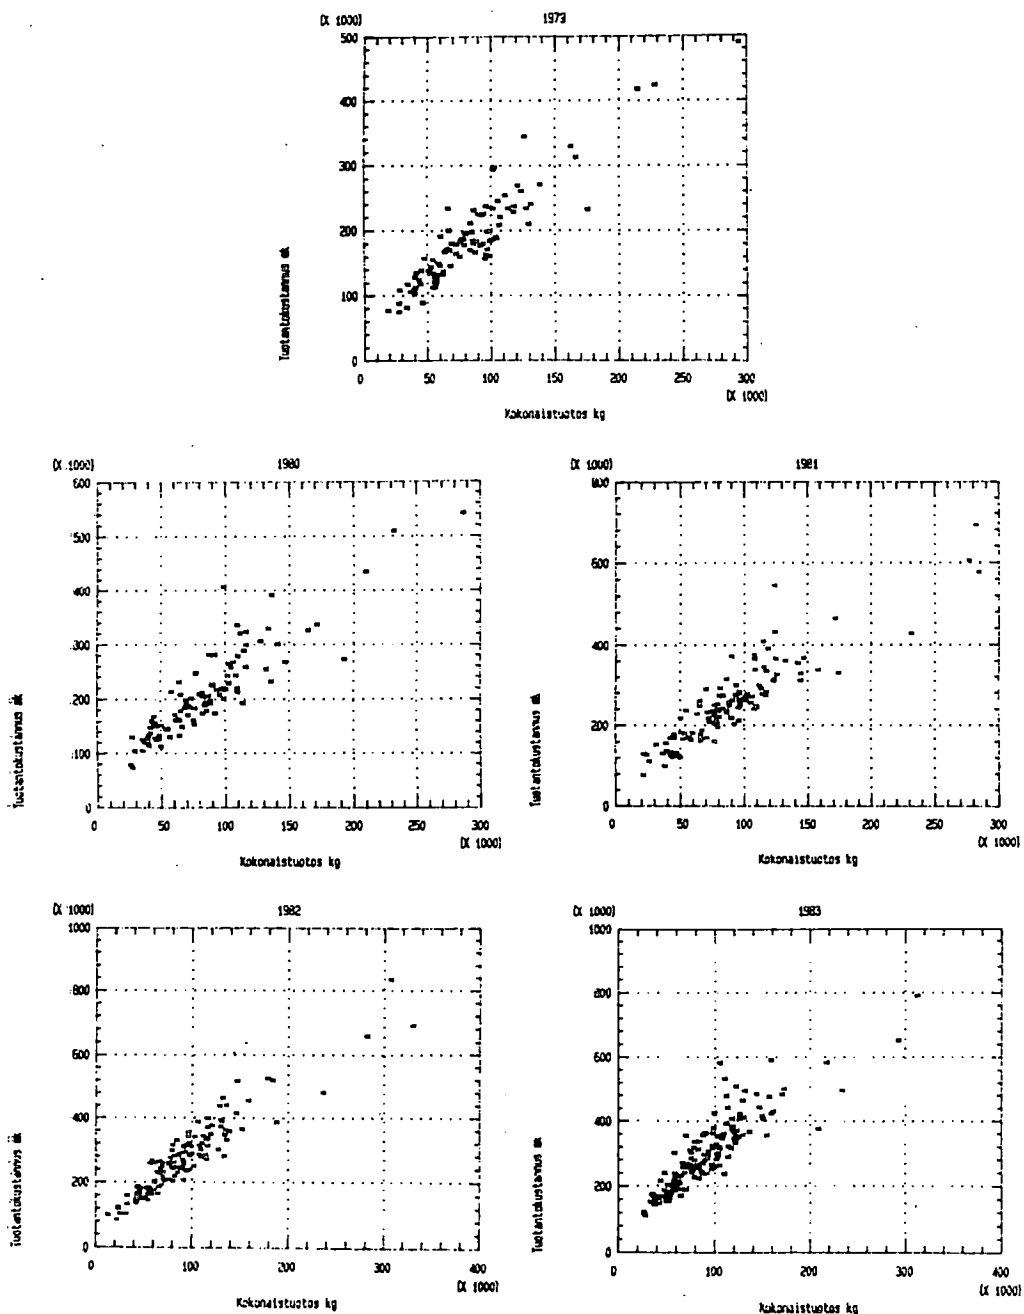 (X 1000) 1973
500
400
300
200
100
0
Tuotantokustannus mk
0 50 100 150 200 250 300
(X 1000)
Kokonaistuotos kg
(X 1000) 1980
600
500
400
300
200
100
0
Tuotantokustannus mk
0 50 100 150 200 250 300
(X 1000)
Kokonaistuotos kg
(X 1000) 1981
800
600
400
200
0
Tuotantokustannus mk
0 50 100 150 200 250 300
(X 1000)
Kokonaistuotos kg
(X 1000) 1982
1000
800
600
400
200
0
Tuotantokustannus mk
0 100 200 300 400
(X 1000)
Kokonaistuotos kg
(X 1000) 1983
1000
800
600
400
200
0
Tuotantokustannus mk
0 100 200 300 400
(X 1000)
Kokonaistuotos kg